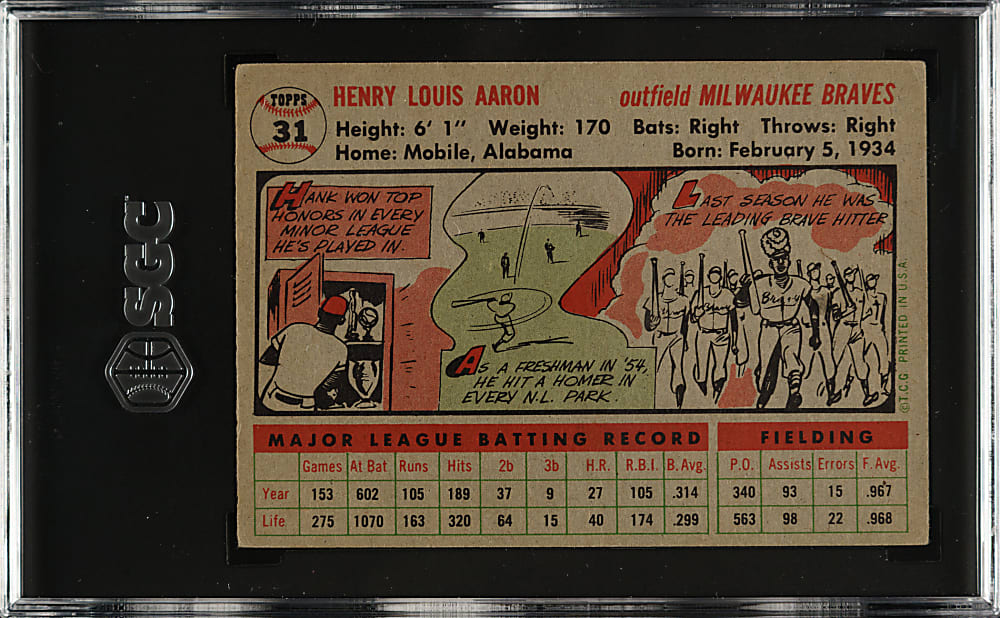 TOPPS
31
HENRY LOUIS AARON
outfield MILWAUKEE BRAVES
Height: 6' 1" Weight: 170 Bats: Right Throws: Right
Home: Mobile, Alabama
Born: February 5, 1934
HANK WON TOP
HONORS IN EVERY
MINOR LEAGUE
HE'S PLAYED IN.
AS A FRESHMAN IN '54,
HE HIT A HOMER IN
EVERY N.L. PARK.
LAST SEASON HE WAS
THE LEADING BRAVE HITTER
Braves
©T.C.G. PRINTED IN U.S.A.
SGC
MAJOR LEAGUE BATTING RECORD
Games At Bat Runs Hits 2b 3b H.R. R.B.I. B. Avg.
Year 153 602 105 189 37 9 27 105 .314
Life 275 1070 163 320 64 15 40 174 .299
FIELDING
P.O. Assists Errors F. Avg.
340 93 15 .967
563 98 22 .968